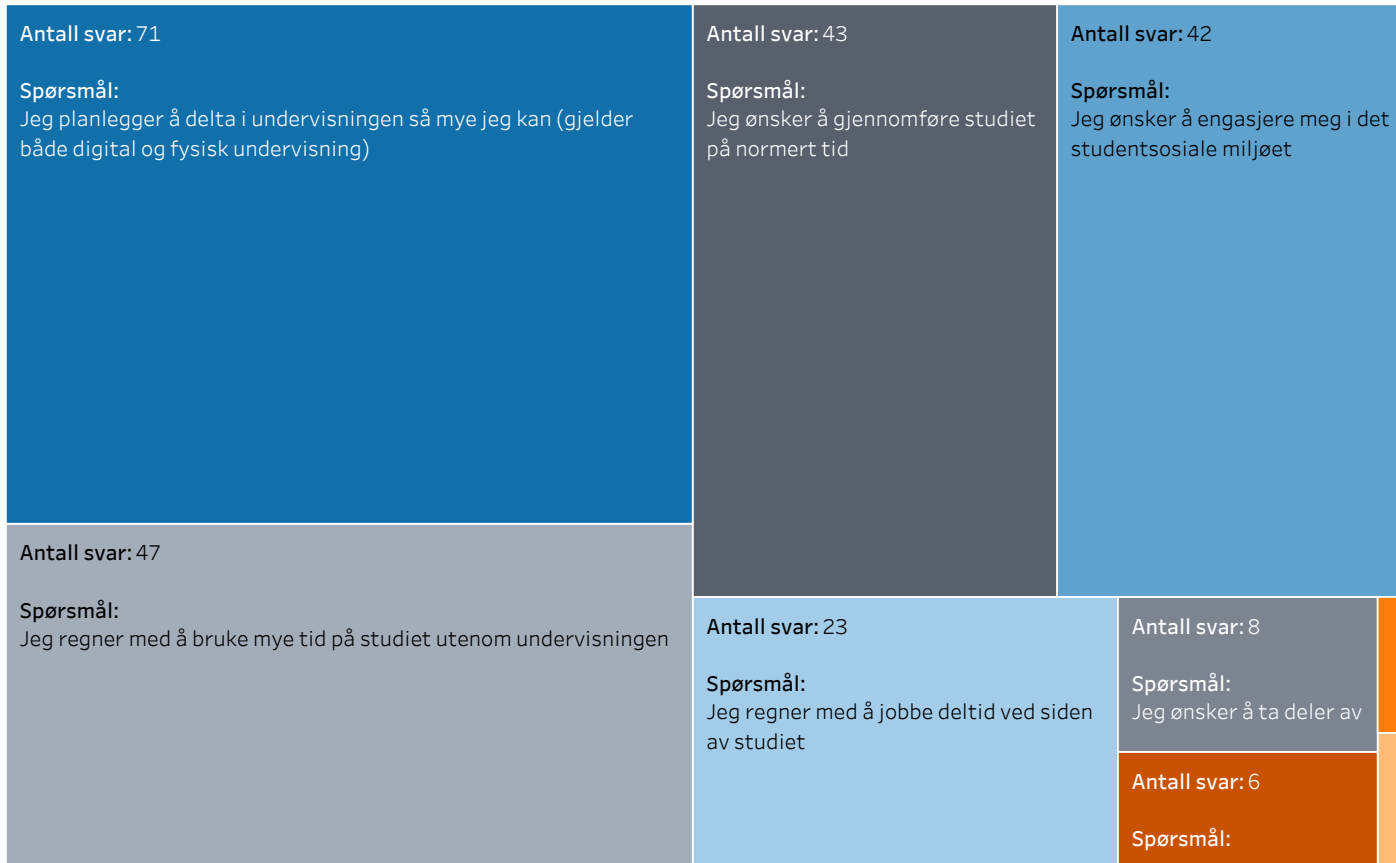 Antall svar: 71
Spørsmål:
Jeg planlegger å delta i undervisningen så mye jeg kan (gjelder
både digital og fysisk undervisning)
Antall svar: 47
Spørsmål:
Jeg regner med å bruke mye tid på studiet utenom undervisningen
Antall svar: 43
Spørsmål:
Jeg ønsker å gjennomføre studiet
på normert tid
Antall svar: 42
Spørsmål:
Jeg ønsker å engasjere meg i det
studentsosiale miljøet
Antall svar: 23
Spørsmål:
Jeg regner med å jobbe deltid ved siden
av studiet
Antall svar: 8
Spørsmål:
Jeg ønsker å ta deler av
Antall svar: 6
Spørsmål: